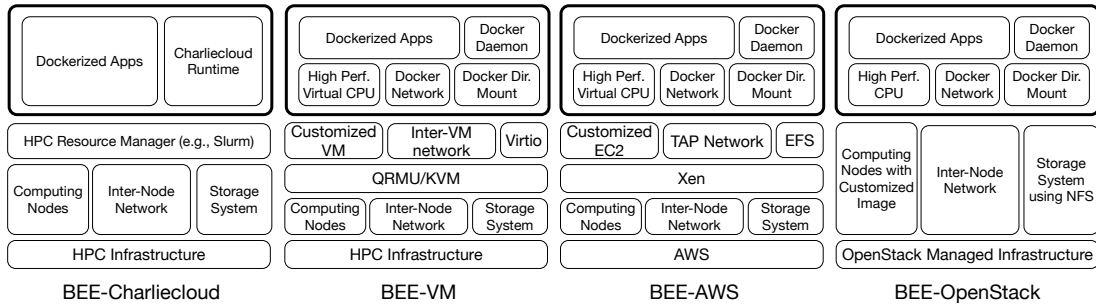 Dockerized Apps
Charliecloud
Runtime
HPC Resource Manager (e.g., Slurm)
Computing
Nodes
Inter-Node
Network
Storage
System
HPC Infrastructure
BEE-Charliecloud
Dockerized Apps
Docker
Daemon
High Perf.
Virtual CPU
Docker
Network
Docker Dir.
Mount
Customized
VM
Inter-VM
network
Virtio
QRMU/KVM
Computing
Nodes
Inter-Node
Network
Storage
System
HPC Infrastructure
BEE-VM
Dockerized Apps
Docker
Daemon
High Perf.
Virtual CPU
Docker
Network
Docker Dir.
Mount
Customized
EC2
TAP Network
EFS
Xen
Computing
Nodes
Inter-Node
Network
Storage
System
AWS
BEE-AWS
Dockerized Apps
Docker
Daemon
High Perf.
CPU
Docker
Network
Docker Dir.
Mount
Computing
Nodes with
Customized
Image
Inter-Node
Network
Storage
System
using NFS
OpenStack Managed Infrastructure
BEE-OpenStack